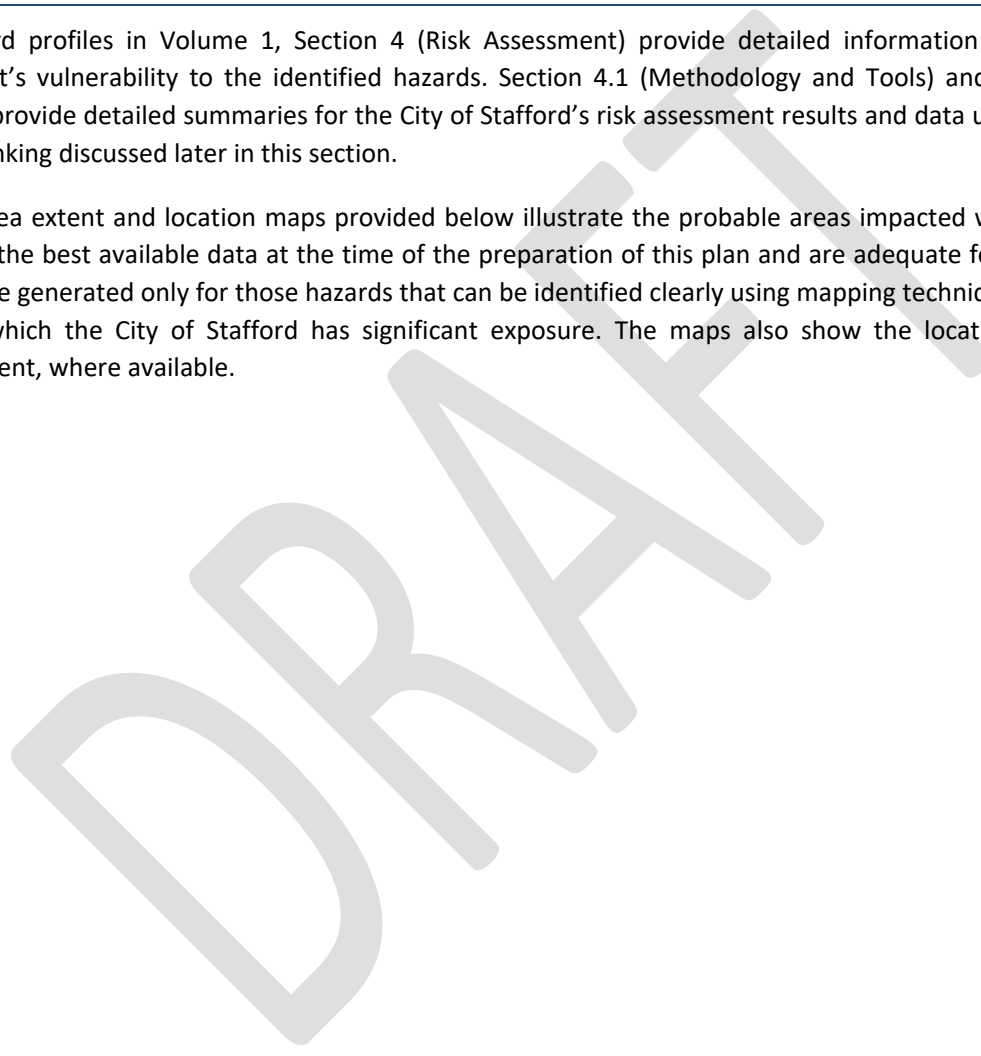 rd profiles in Volume 1, Section 4 (Risk Assessment) provide detailed information
t's vulnerability to the identified hazards. Section 4.1 (Methodology and Tools) and
provide detailed summaries for the City of Stafford's risk assessment results and data u
nking discussed later in this section.
ea extent and location maps provided below illustrate the probable areas impacted v
the best available data at the time of the preparation of this plan and are adequate fo
e generated only for those hazards that can be identified clearly using mapping techniq
which the City of Stafford has significant exposure. The maps also show the locat
ent, where available.
DRAFT